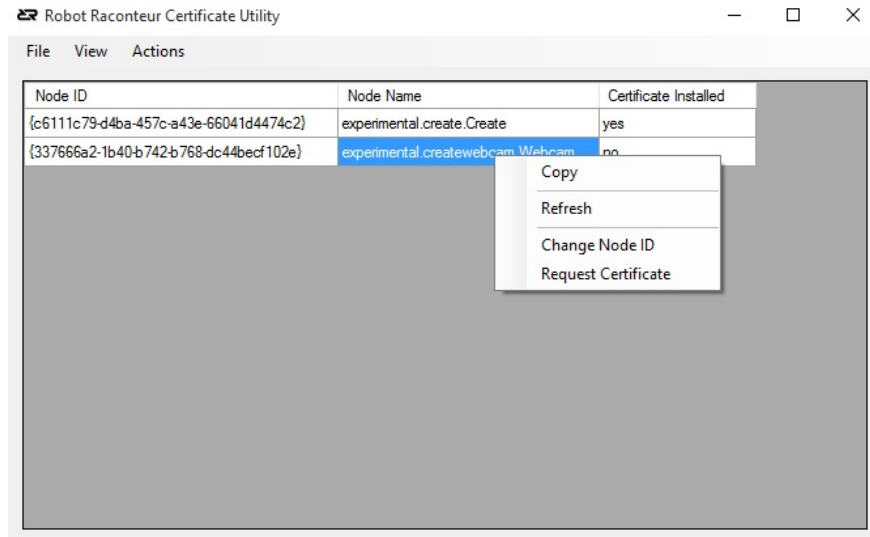 Robot Raconteur Certificate Utility
File View Actions
Node ID Node Name Certificate Installed
{c6111c79-d4ba-457c-a43e-66041d4474c2} experimental.create.Create yes
{337666a2-1b40-b742-b768-dc44becf102e} experimental.createwebcam.Webcam no
Copy
Refresh
Change Node ID
Request Certificate